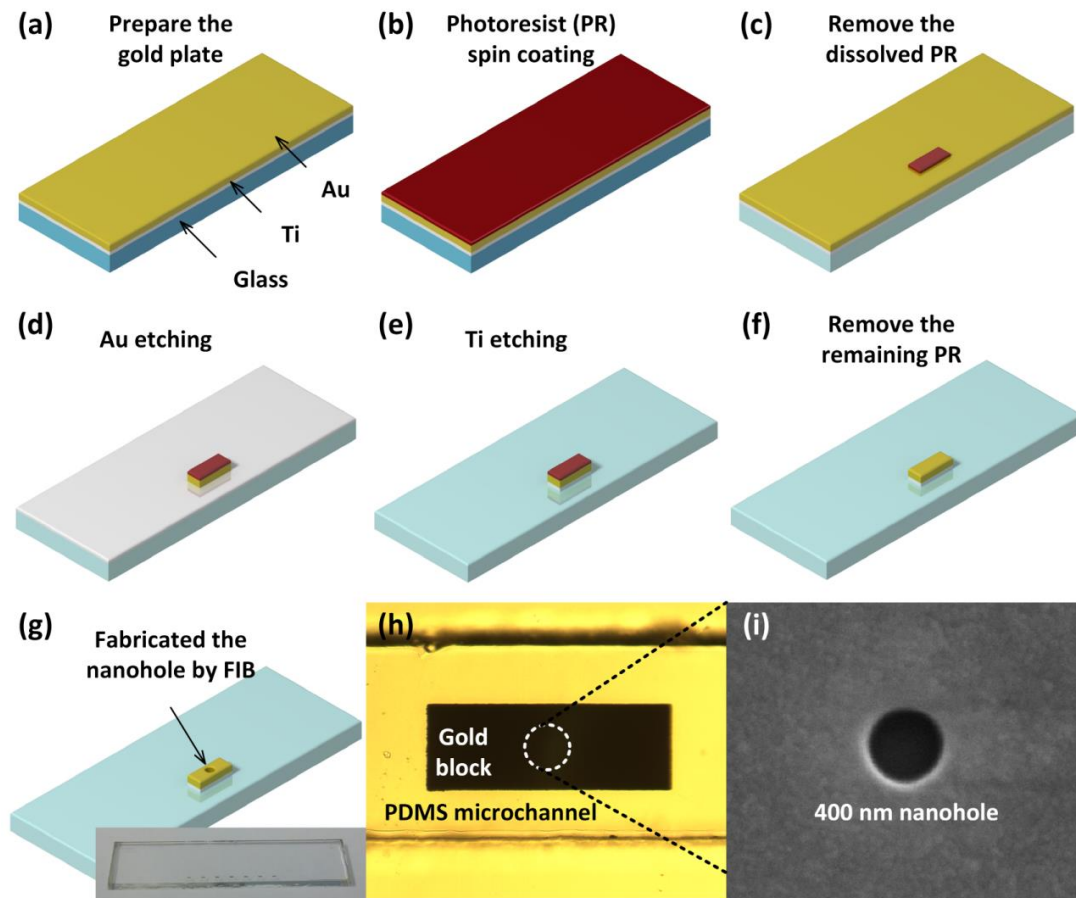 (a)
Prepare the
gold plate
Au
Ti
Glass
(b)
Photoresist (PR)
spin coating
(c)
Remove the
dissolved PR
(d)
Au etching
(e)
Ti etching
(f)
Remove the
remaining PR
(g)
Fabricated the
nanohole by FIB
(h)
Gold
block
PDMS microchannel
(i)
400 nm nanohole